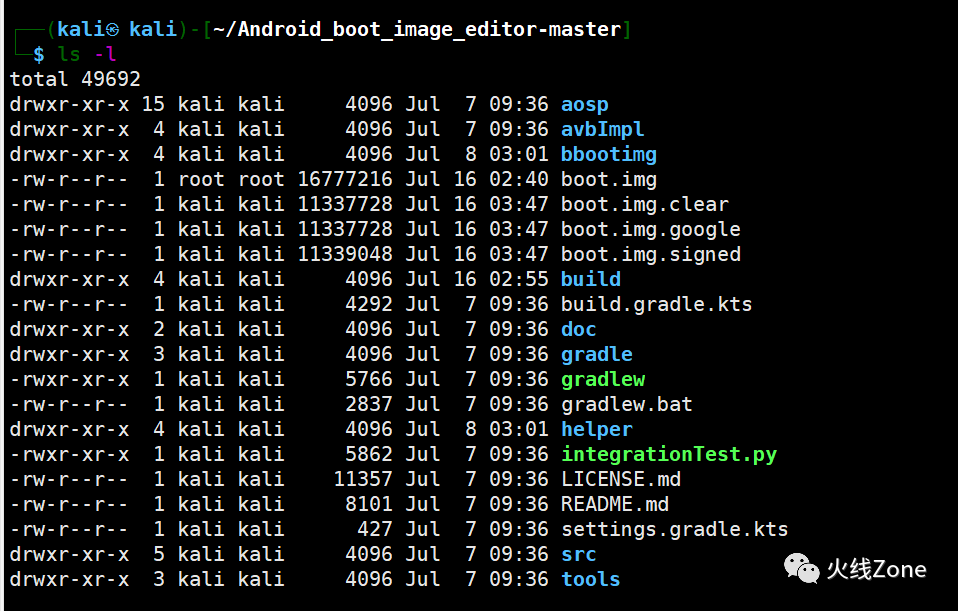 (kali㉿kali)-[~/Android_boot_image_editor-master]
$ ls -l
total 49692
drwxr-xr-x 15 kali kali     4096 Jul  7 09:36 aosp
drwxr-xr-x  4 kali kali     4096 Jul  7 09:36 avbImpl
drwxr-xr-x  4 kali kali     4096 Jul  8 03:01 bbootimg
-rw-r--r--  1 root root 16777216 Jul 16 02:40 boot.img
-rw-r--r--  1 kali kali 11337728 Jul 16 03:47 boot.img.clear
-rw-r--r--  1 kali kali 11337728 Jul 16 03:47 boot.img.google
-rw-r--r--  1 kali kali 11339048 Jul 16 03:47 boot.img.signed
drwxr-xr-x  4 kali kali     4096 Jul 16 02:55 build
-rw-r--r--  1 kali kali     4292 Jul  7 09:36 build.gradle.kts
drwxr-xr-x  2 kali kali     4096 Jul  7 09:36 doc
drwxr-xr-x  3 kali kali     4096 Jul  7 09:36 gradle
-rwxr-xr-x  1 kali kali     5766 Jul  7 09:36 gradlew
-rw-r--r--  1 kali kali     2837 Jul  7 09:36 gradlew.bat
drwxr-xr-x  4 kali kali     4096 Jul  8 03:01 helper
-rwxr-xr-x  1 kali kali     5862 Jul  7 09:36 integrationTest.py
-rw-r--r--  1 kali kali    11357 Jul  7 09:36 LICENSE.md
-rw-r--r--  1 kali kali     8101 Jul  7 09:36 README.md
-rw-r--r--  1 kali kali      427 Jul  7 09:36 settings.gradle.kts
drwxr-xr-x  5 kali kali     4096 Jul  7 09:36 src
drwxr-xr-x  3 kali kali     4096 Jul  7 09:36 tools
火线Zone